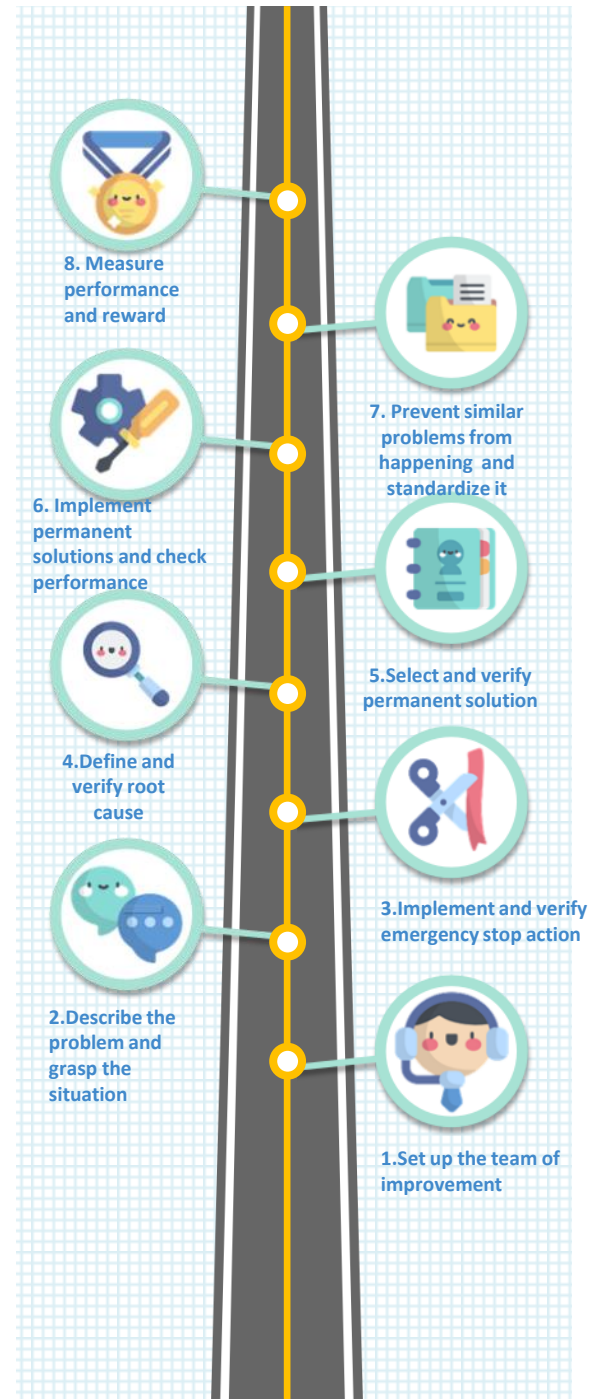 8. Measure
performance
and reward
7. Prevent similar
problems from
happening and
standardize it
6. Implement
permanent
solutions and check
performance
5.Select and verify
permanent solution
4.Define and
verify root
cause
3.Implement and verify
emergency stop action
2.Describe the
problem and
grasp the
situation
1.Set up the team of
improvement